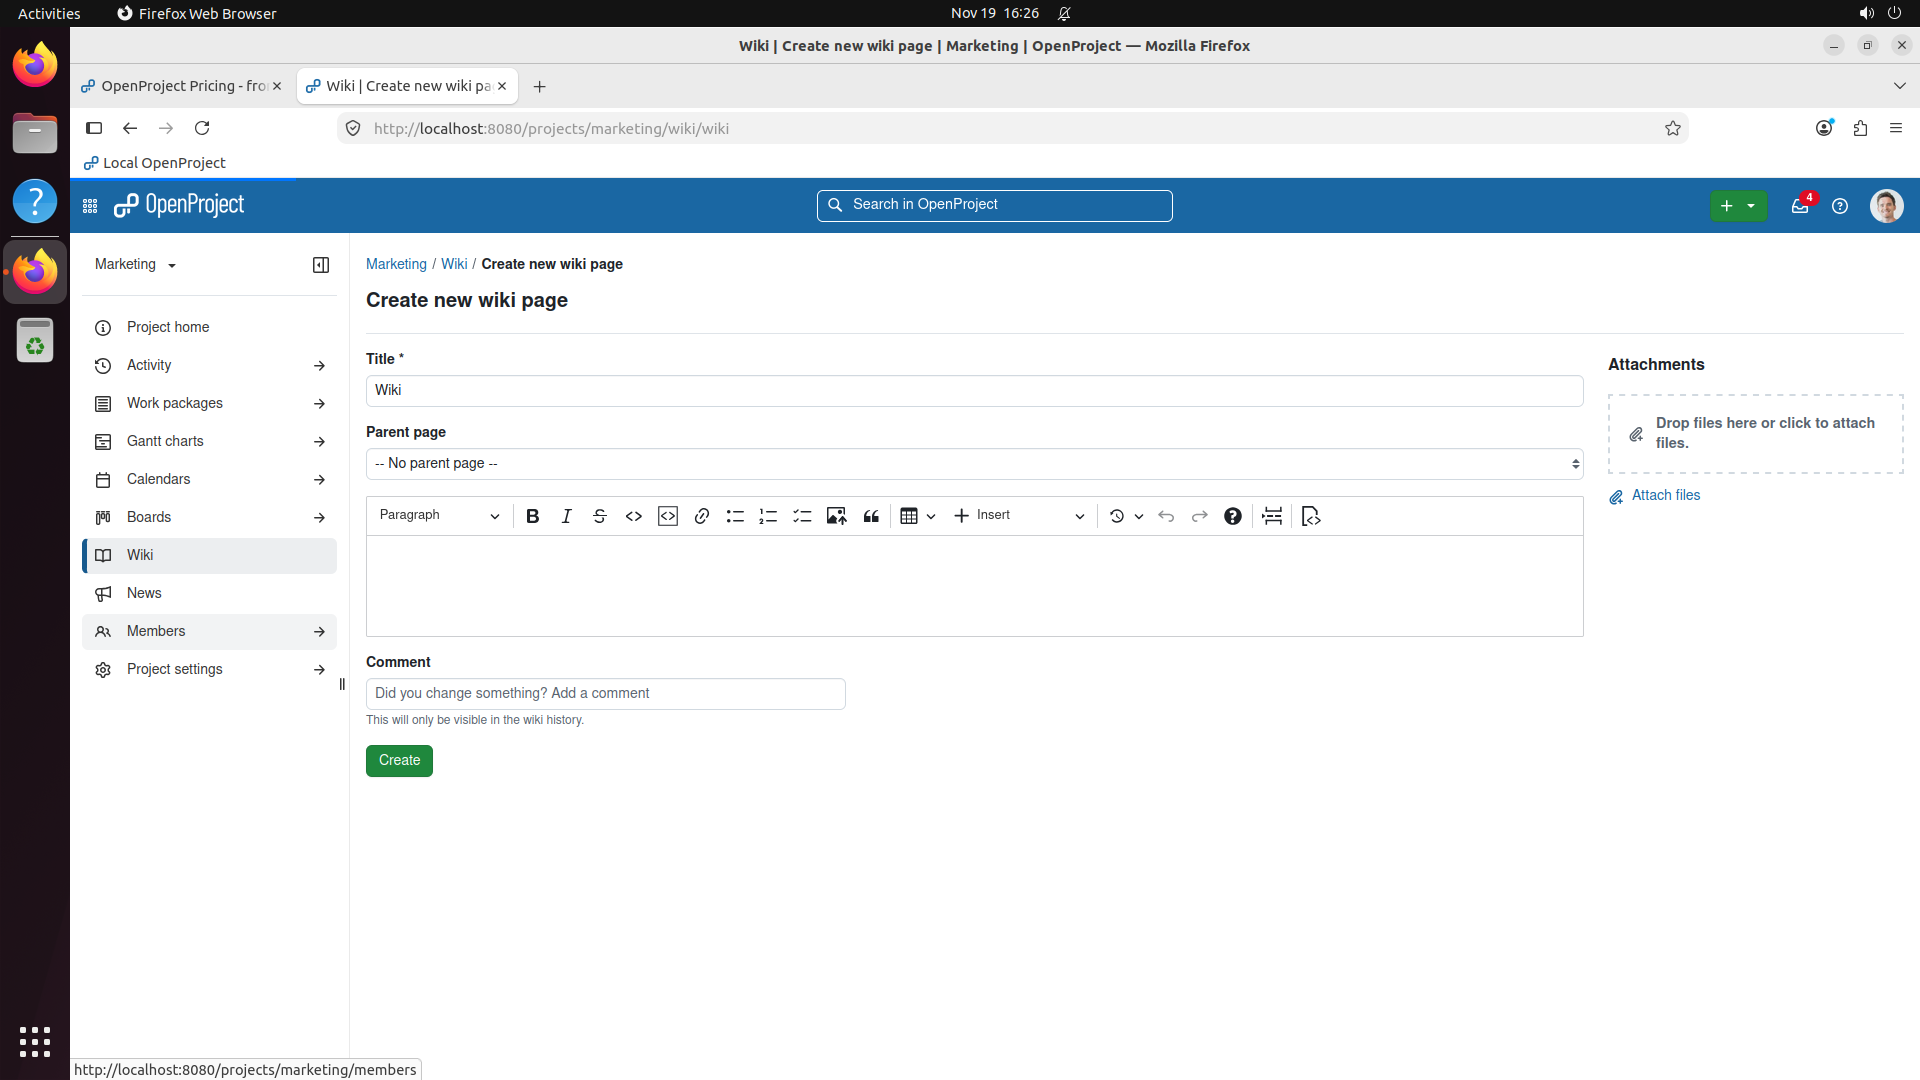 Activities
Firefox Web Browser
Nov 19 16:26
Wiki | Create new wiki page | Marketing | OpenProject — Mozilla Firefox
OpenProject Pricing - fro
Wiki | Create new wiki pa
http://localhost:8080/projects/marketing/wiki/wiki
Local OpenProject
OpenProject
Search in OpenProject
4
Marketing
Marketing / Wiki / Create new wiki page
Create new wiki page
Project home
Activity
Work packages
Gantt charts
Calendars
Boards
Wiki
News
Members
Project settings
Title *
Wiki
Parent page
-- No parent page --
Paragraph
Insert
Comment
Did you change something? Add a comment
This will only be visible in the wiki history.
Create
Attachments
Drop files here or click to attach
files.
Attach files
http://localhost:8080/projects/marketing/members